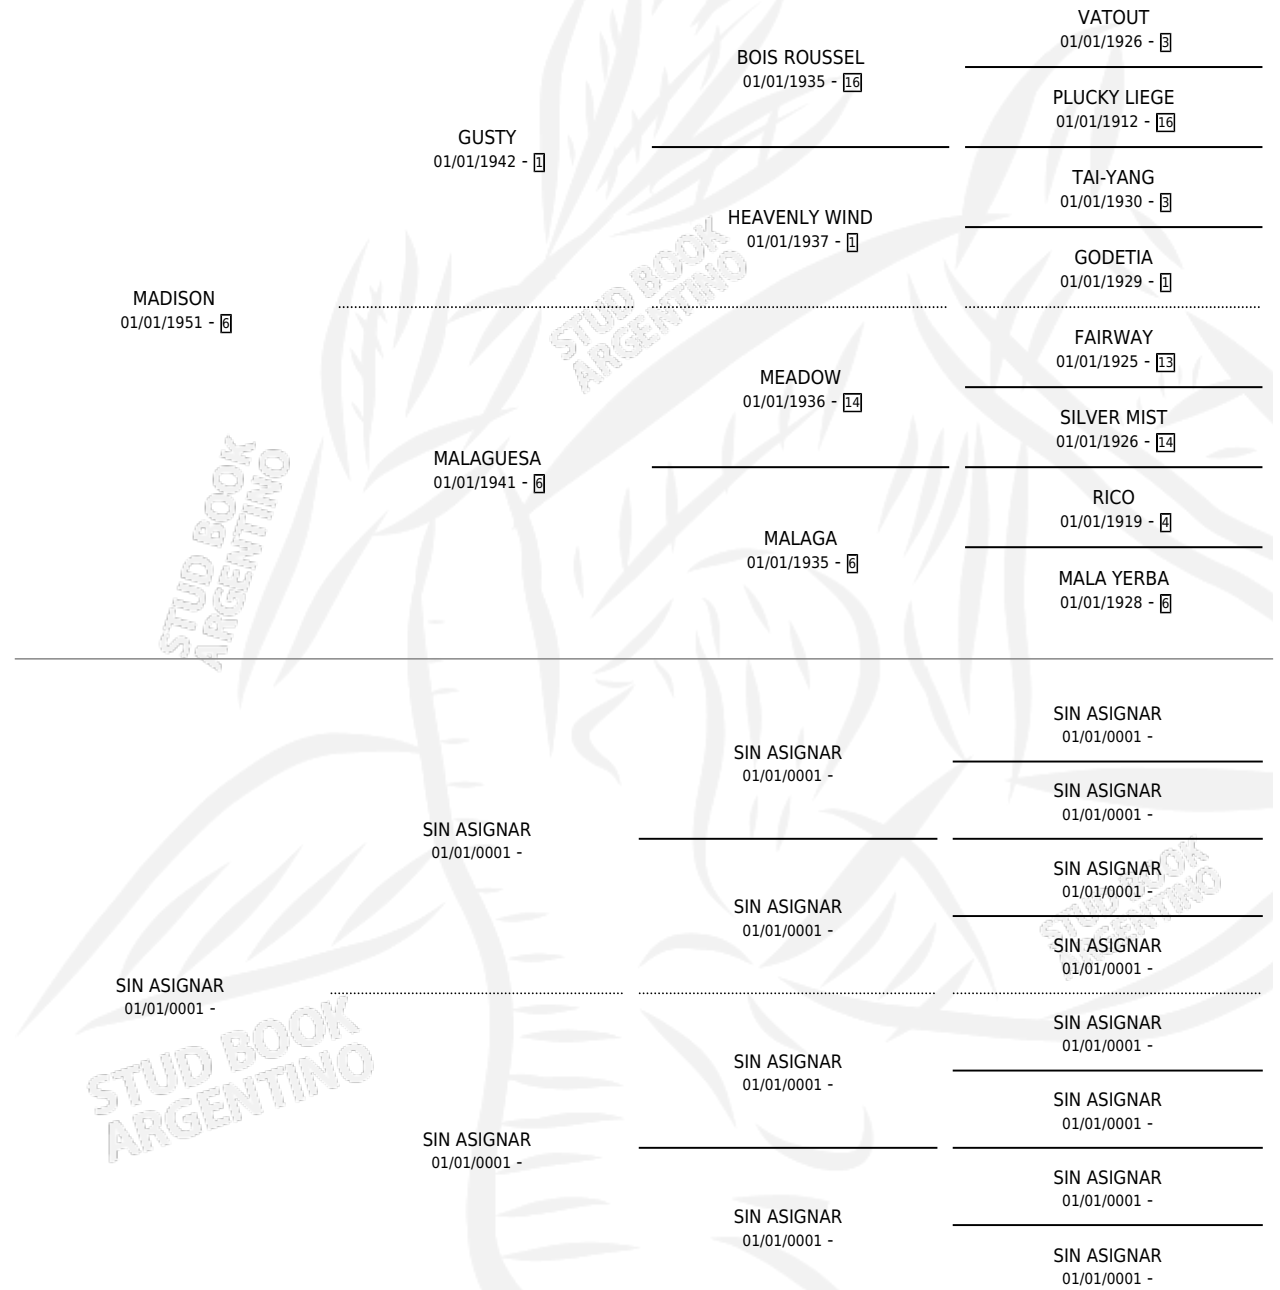 VATOUT
01/01/1926 - 3
BOIS ROUSSEL
01/01/1935 - 16
PLUCKY LIEGE
01/01/1912 - 16
GUSTY
01/01/1942 - 1
TAI-YANG
01/01/1930 - 3
HEAVENLY WIND
01/01/1937 - 1
GODETIA
01/01/1929 - 1
MADISON
01/01/1951 - 6
FAIRWAY
01/01/1925 - 13
MEADOW
01/01/1936 - 14
SILVER MIST
01/01/1926 - 14
MALAGUESA
01/01/1941 - 6
RICO
01/01/1919 - 4
MALAGA
01/01/1935 - 6
MALA YERBA
01/01/1928 - 6
STUD BOOK
ARGENTINO
STUD BOOK
ARGENTINO
SIN ASIGNAR
01/01/0001 -
SIN ASIGNAR
01/01/0001 -
SIN ASIGNAR
01/01/0001 -
SIN ASIGNAR
01/01/0001 -
SIN ASIGNAR
01/01/0001 -
SIN ASIGNAR
01/01/0001 -
SIN ASIGNAR
01/01/0001 -
SIN ASIGNAR
01/01/0001 -
SIN ASIGNAR
01/01/0001 -
SIN ASIGNAR
01/01/0001 -
SIN ASIGNAR
01/01/0001 -
SIN ASIGNAR
01/01/0001 -
SIN ASIGNAR
01/01/0001 -
SIN ASIGNAR
01/01/0001 -
SIN ASIGNAR
01/01/0001 -
STUD BOOK
ARGENTINO
STUD BOOK
ARGENTINO